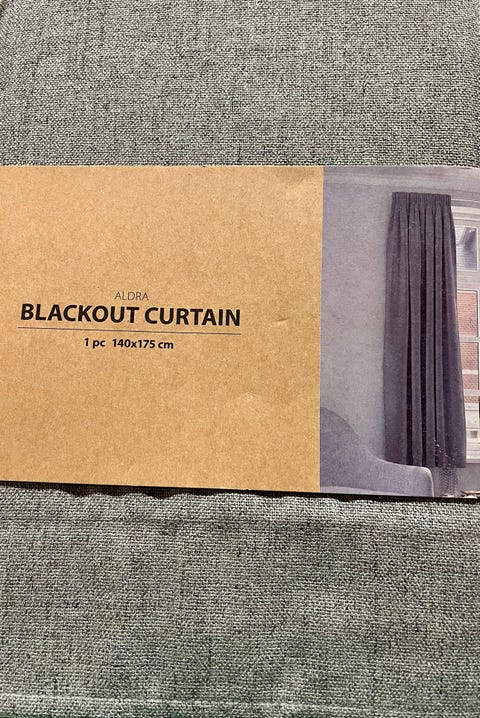 ALDRA
BLACKOUT CURTAIN
1 pc 140x175 cm